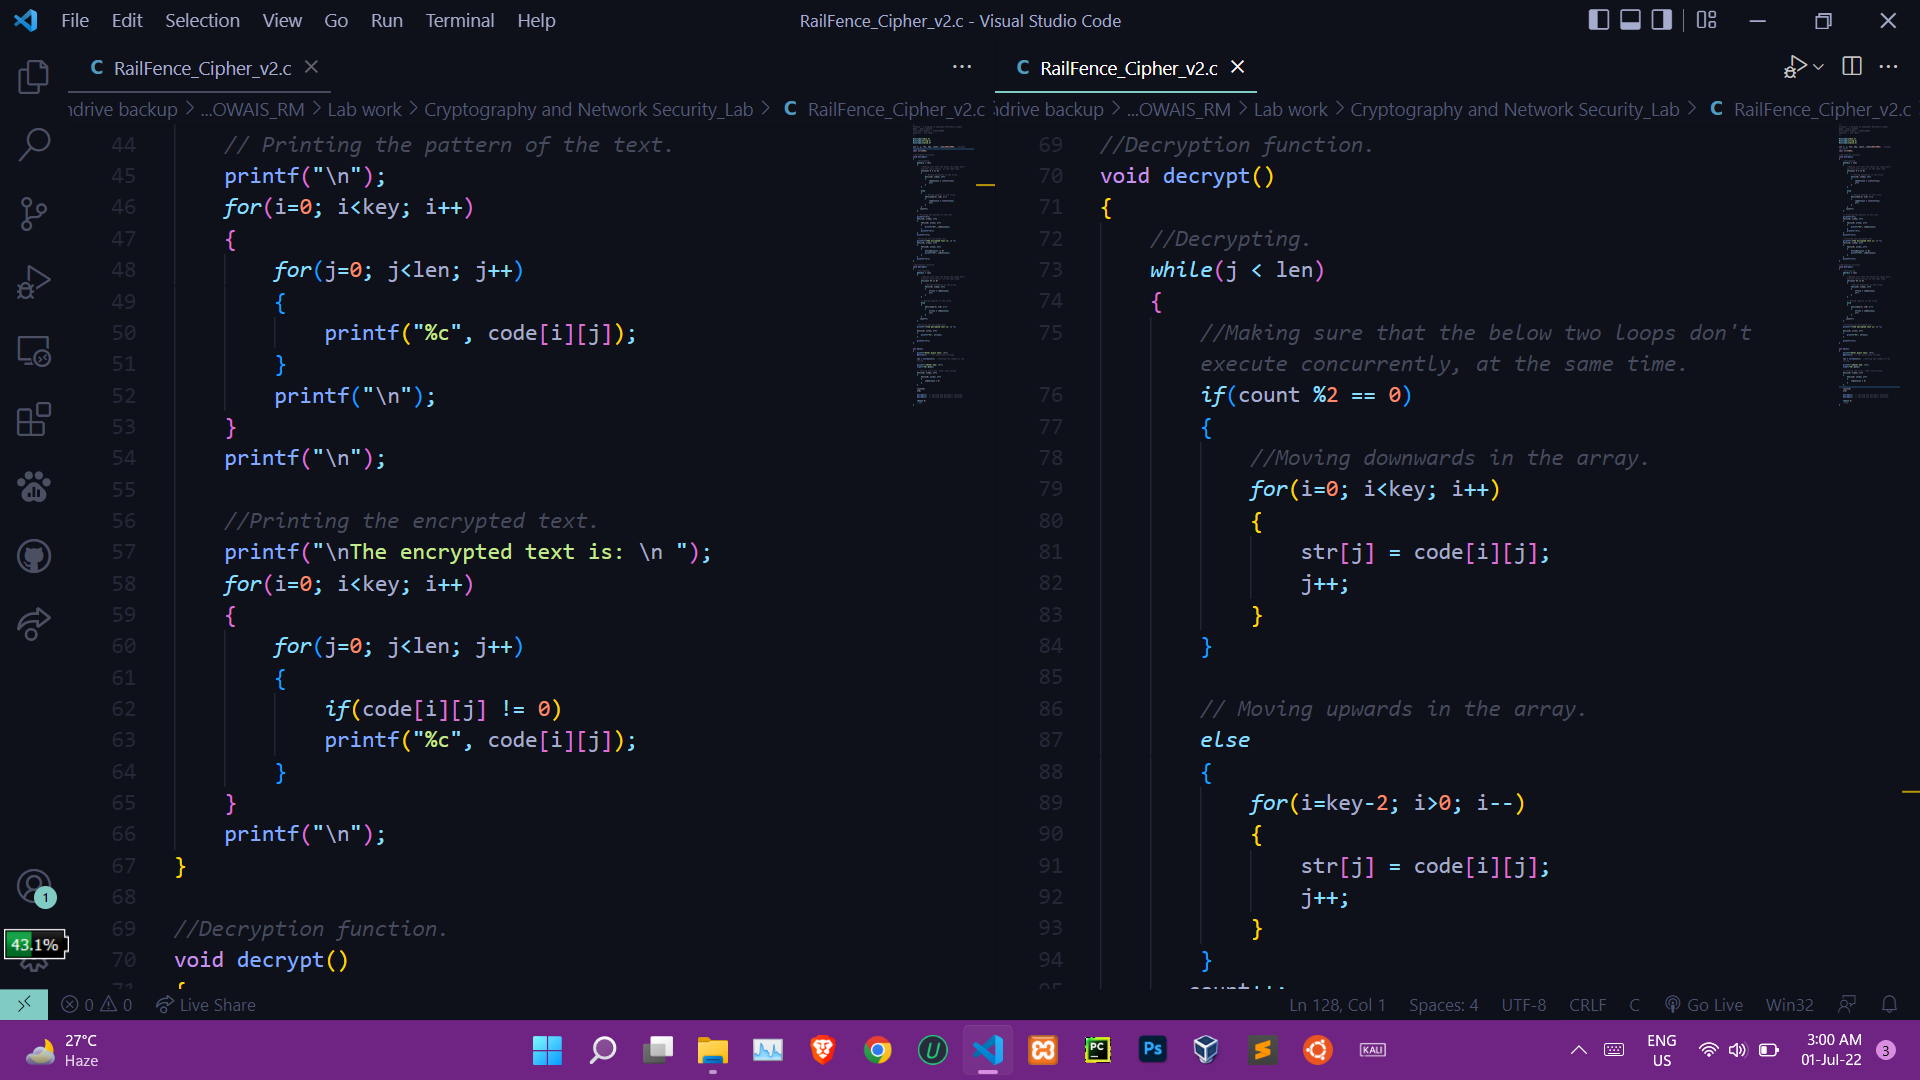 File Edit Selection View Go Run Terminal Help
RailFence_Cipher_v2.c - Visual Studio Code
C RailFence_Cipher_v2.c
ndrive backup > ...OWAIS_RM > Lab work > Cryptography and Network Security_Lab > C RailFence_Cipher_v2.c
44 // Printing the pattern of the text.
45 printf("\n");
46 for(i=0; i<key; i++)
47 {
48 for(j=0; j<len; j++)
49 {
50 printf("%c", code[i][j]);
51 }
52 printf("\n");
53 }
54 printf("\n");
55
56 //Printing the encrypted text.
57 printf("\nThe encrypted text is: \n ");
58 for(i=0; i<key; i++)
59 {
60 for(j=0; j<len; j++)
61 {
62 if(code[i][j] != 0)
63 printf("%c", code[i][j]);
64 }
65 }
66 printf("\n");
67 }
68
69 //Decryption function.
70 void decrypt()
71 {
C RailFence_Cipher_v2.c
ndrive backup > ...OWAIS_RM > Lab work > Cryptography and Network Security_Lab > C RailFence_Cipher_v2.c
69 //Decryption function.
70 void decrypt()
71 {
72 //Decrypting.
73 while(j < len)
74 {
75 //Making sure that the below two loops don't
execute concurrently, at the same time.
76 if(count %2 == 0)
77 {
78 //Moving downwards in the array.
79 for(i=0; i<key; i++)
80 {
81 str[j] = code[i][j];
82 j++;
83 }
84 }
85
86 // Moving upwards in the array.
87 else
88 {
89 for(i=key-2; i>0; i--)
90 {
91 str[j] = code[i][j];
92 j++;
93 }
94 }
95 count++;
1
43.1%
0 0 Live Share
Ln 128, Col 1 Spaces: 4 UTF-8 CRLF C Go Live Win32
27°C
Haze
U
PC
Ps
KALI
ENG
US
3:00 AM
01-Jul-22
3